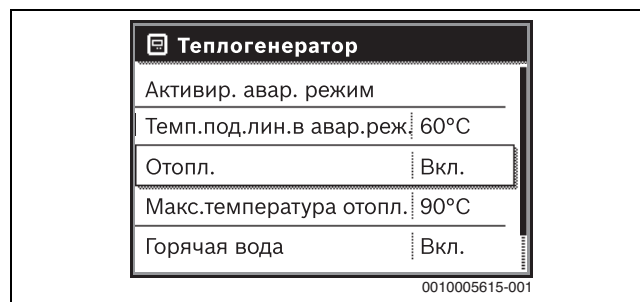 Теплогенератор
Активир. авар. режим
Темп.под.лин.в авар.реж. 60°C
Отопл. Вкл.
Макс.температура отопл. 90°C
Горячая вода Вкл.
0010005615-001